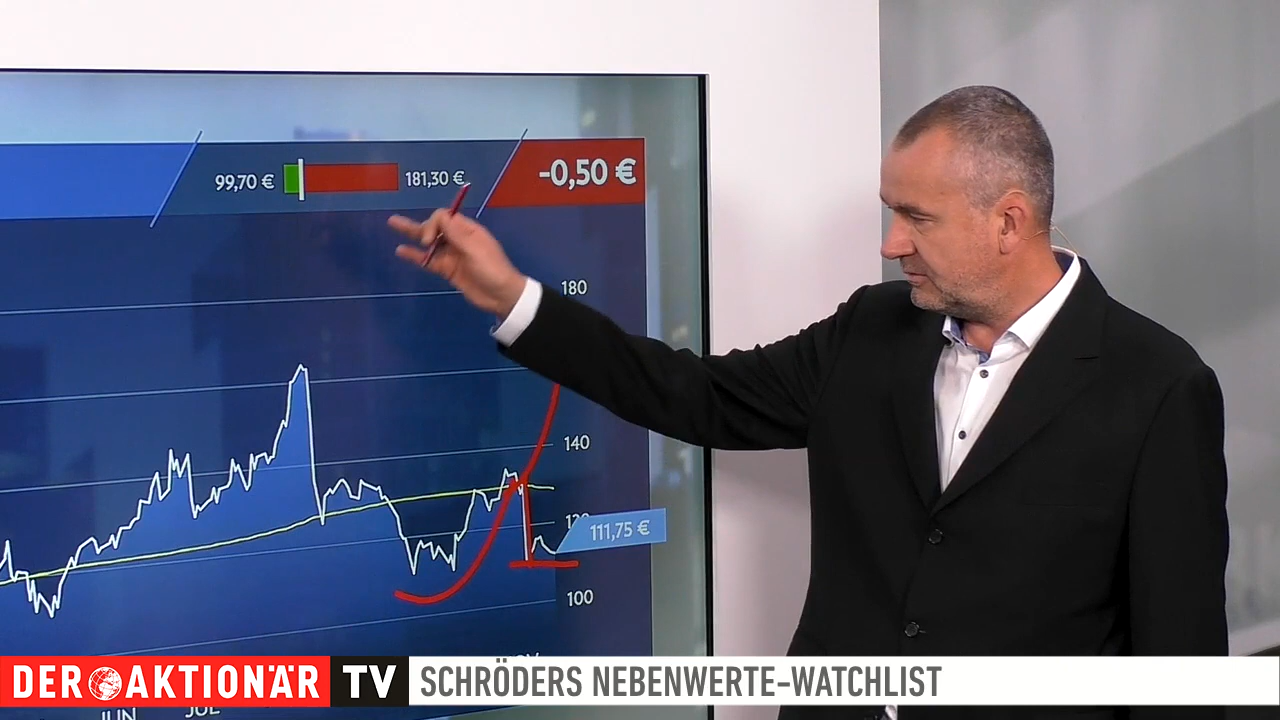 99,70 € 181,30 € -0,50 €
180
140
111,75 €
100
DER AKTIONÄR TV SCHRÖDERS NEBENWERTE-WATCHLIST
JUN JUL